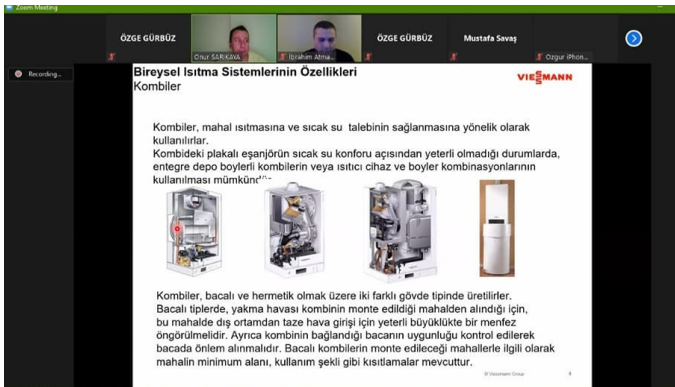 Zoom Meeting
ÖZGE GÜRBÜZ
ÖZGE GÜRBÜZ
Mustafa Savaş
Onur SARIKAYA
İbrahim Atma...
Ozgur iPhon...
Recording...
Bireysel Isıtma Sistemlerinin Özellikleri
VIESSMANN
Kombiler
Kombiler, mahal ısıtmasına ve sıcak su talebinin sağlanmasına yönelik olarak
kullanılırlar.
Kombideki plakalı eşanjörün sıcak su konforu açısından yeterli olmadığı durumlarda,
entegre depo boylerli kombilerin veya ısıtıcı cihaz ve boyler kombinasyonlarının
kullanılması mümkündür.
Kombiler, bacalı ve hermetik olmak üzere iki farklı gövde tipinde üretilirler.
Bacalı tiplerde, yakma havası kombinin monte edildiği mahalden alındığı için,
bu mahalde dış ortamdan taze hava girişi için yeterli büyüklükte bir menfez
öngörülmelidir. Ayrıca kombinin bağlandığı bacanın uygunluğu kontrol edilerek
bacada önlem alınmalıdır. Bacalı kombilerin monte edileceği mahallerle ilgili olarak
mahalin minimum alanı, kullanım şekli gibi kısıtlamalar mevcuttur.
© Viessmann Group
4